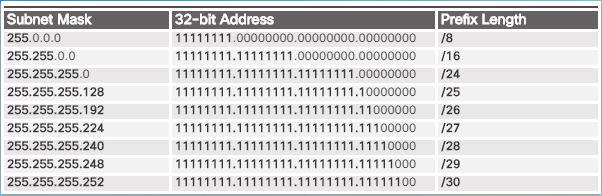 Subnet Mask 32-bit Address Prefix Length
255.0.0.0 11111111.00000000.00000000.00000000 /8
255.255.0.0 11111111.11111111.00000000.00000000 /16
255.255.255.0 11111111.11111111.11111111.00000000 /24
255.255.255.128 11111111.11111111.11111111.10000000 /25
255.255.255.192 11111111.11111111.11111111.11000000 /26
255.255.255.224 11111111.11111111.11111111.11100000 /27
255.255.255.240 11111111.11111111.11111111.11110000 /28
255.255.255.248 11111111.11111111.11111111.11111000 /29
255.255.255.252 11111111.11111111.11111111.11111100 /30